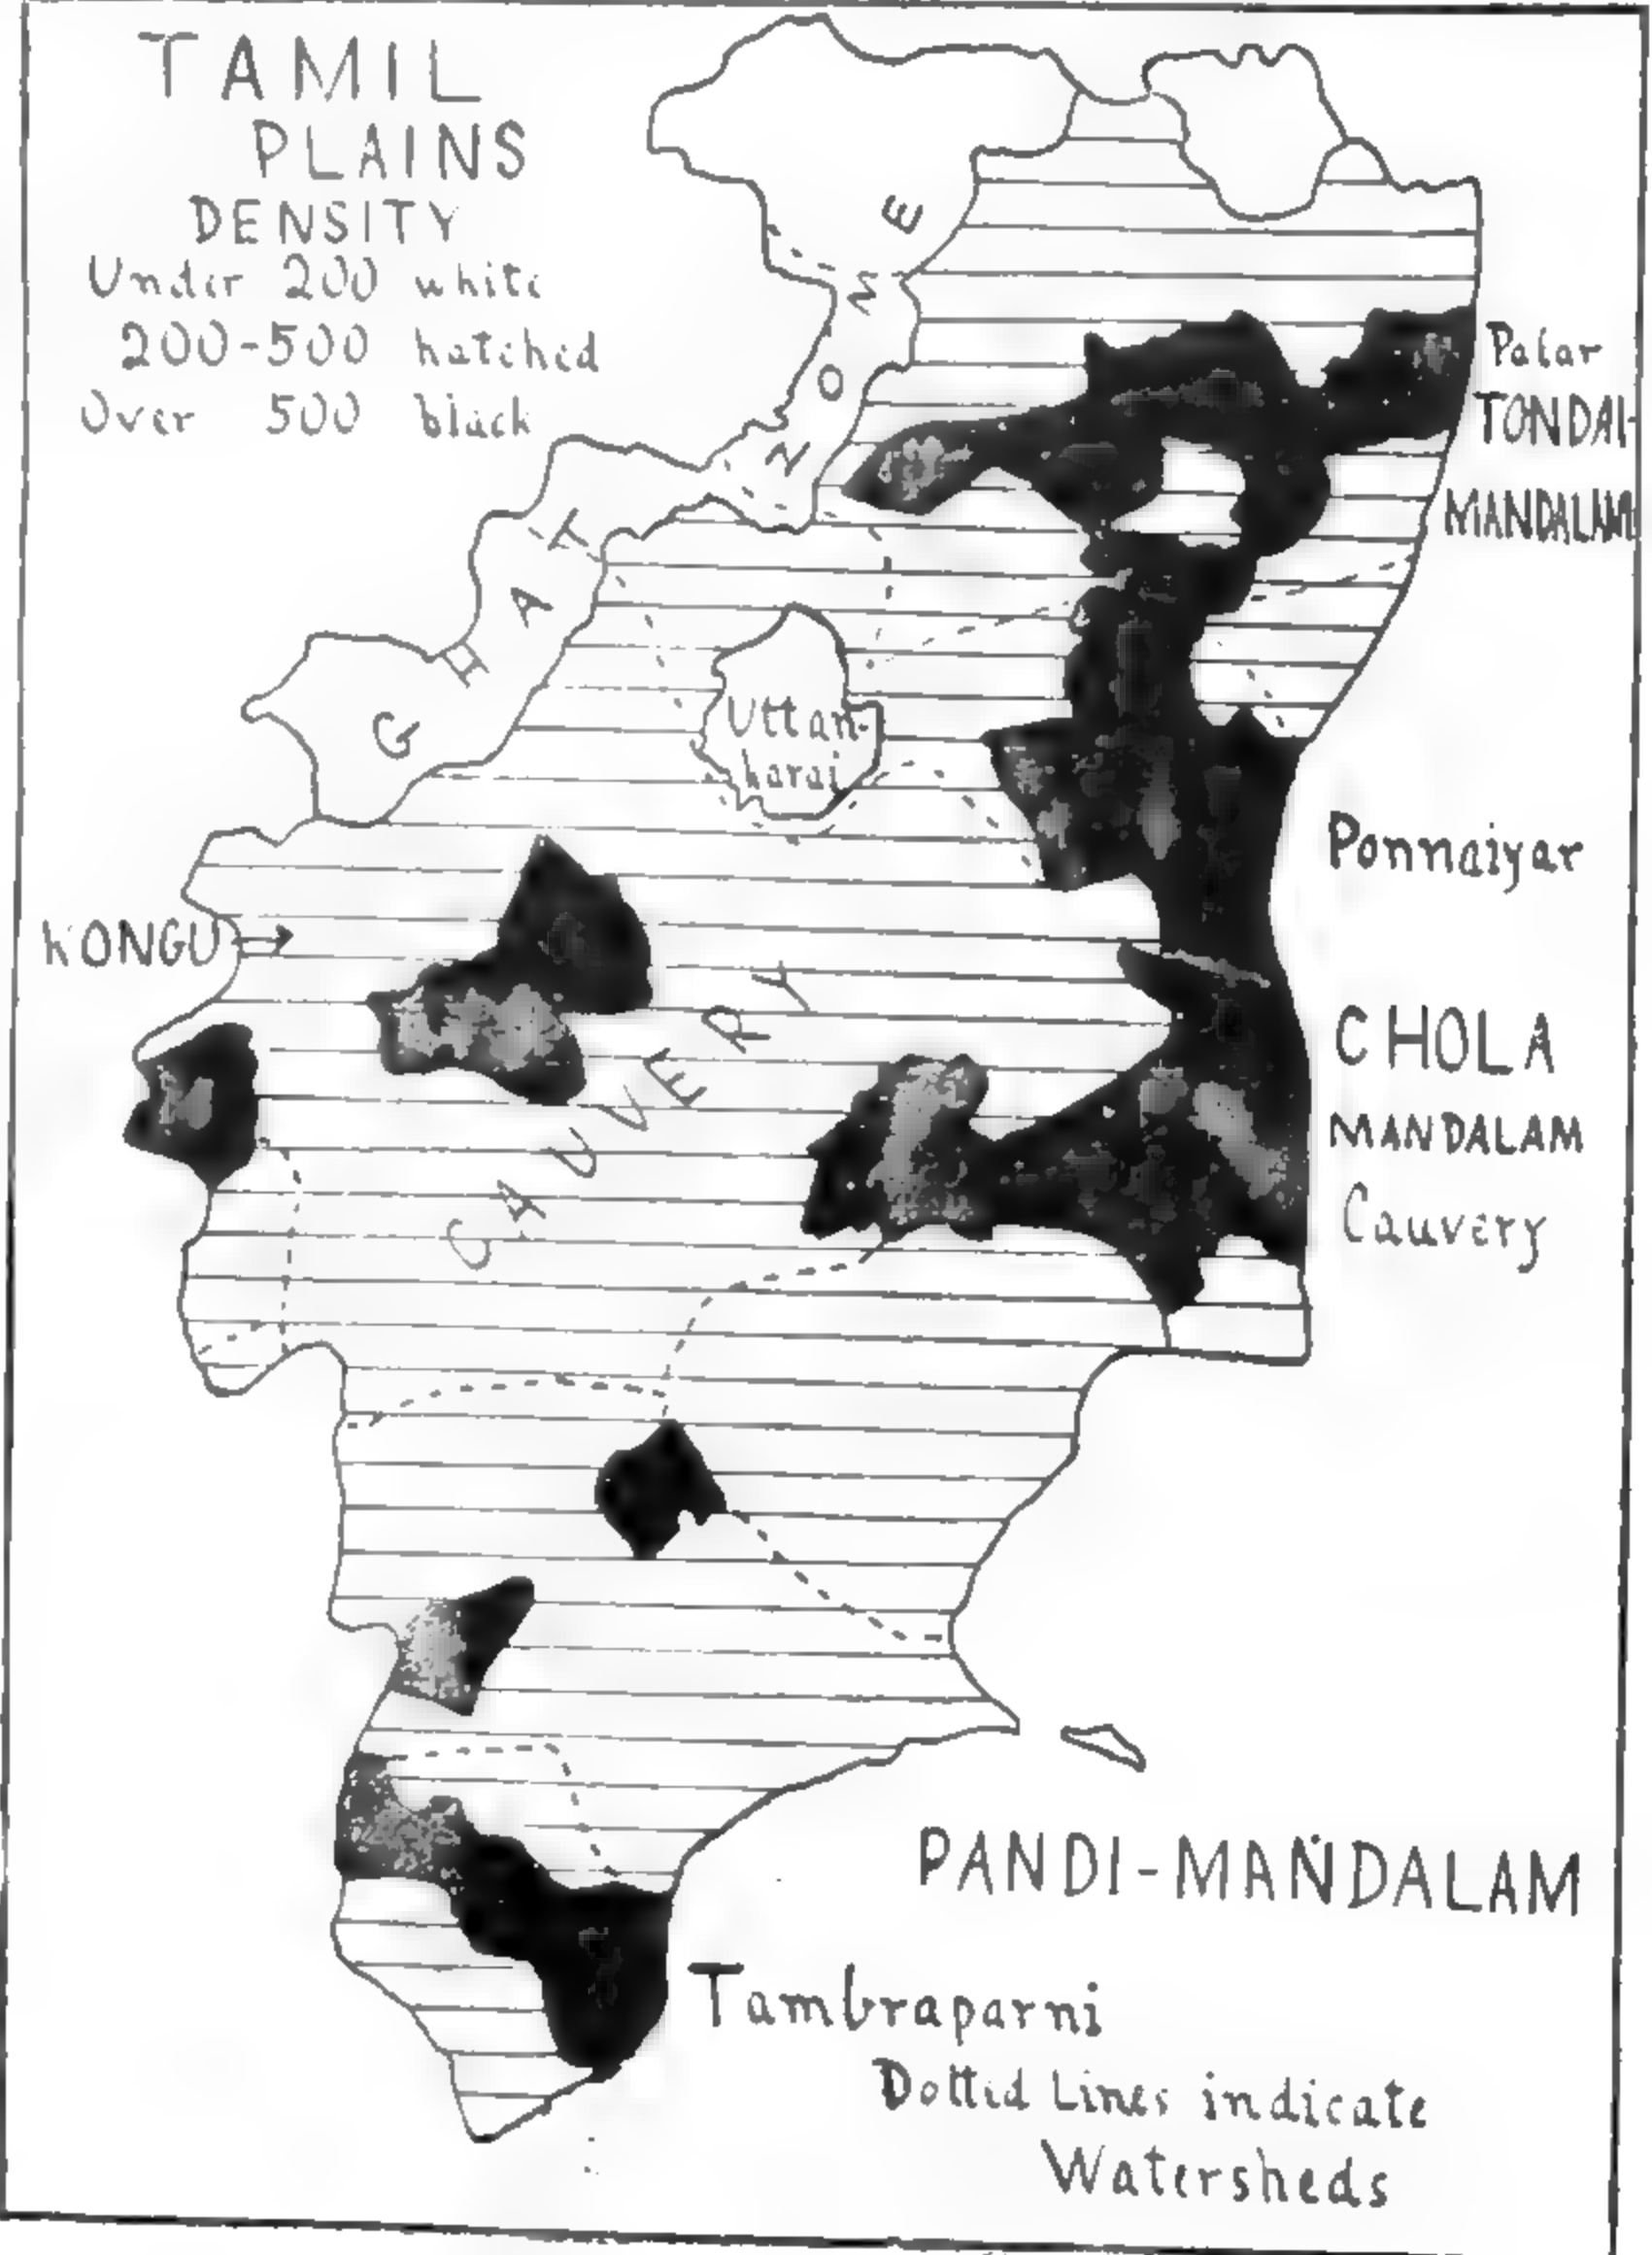 TAMIL
PLAINS
DENSITY
Under 200 white
200-500 hatched
Over 500 black
GHAT ZONE
Palar
TONDAI-
MANDALAM
Uttan-
karai
Ponnaiyar
KONGU
CAUVERY
CHOLA
MANDALAM
Cauvery
PANDI-MANDALAM
Tambraparni
Dotted Lines indicate
Watersheds